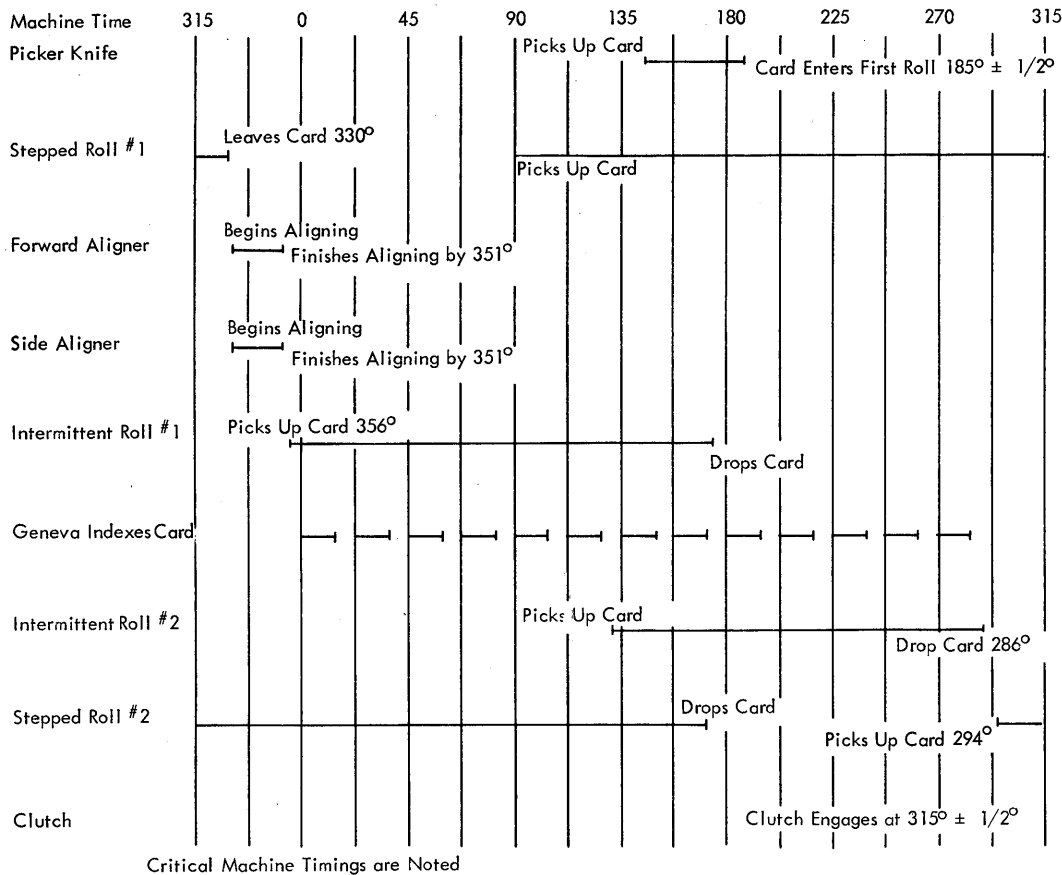 Machine Time 315 0 45 90 135 180 225 270 315
Picker Knife
Picks Up Card
Card Enters First Roll 185° ± 1/2°
Leaves Card 330°
Stepped Roll #1
Picks Up Card
Begins Aligning
Forward Aligner
Finishes Aligning by 351°
Begins Aligning
Side Aligner
Finishes Aligning by 351°
Picks Up Card 356°
Intermittent Roll #1
Drops Card
Geneva Indexes Card
Picks Up Card
Intermittent Roll #2
Drop Card 286°
Drops Card
Stepped Roll #2
Picks Up Card 294°
Clutch
Clutch Engages at 315° ± 1/2°
Critical Machine Timings are Noted